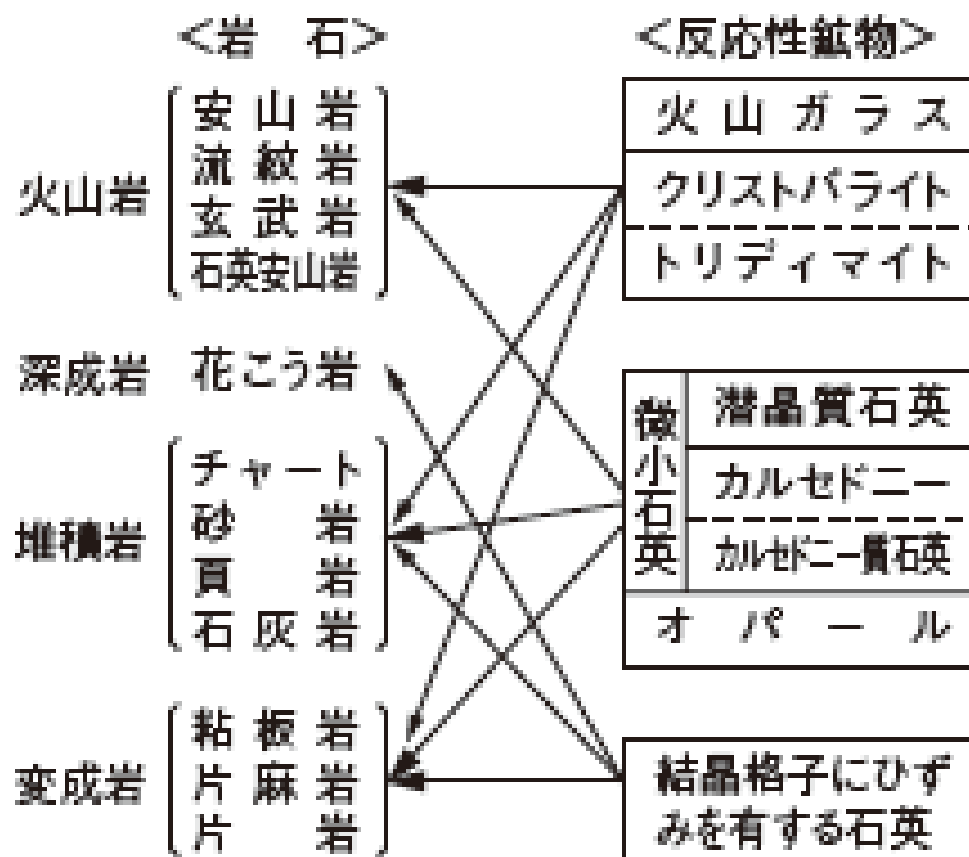 <岩 石>
火山岩
安山岩
流紋岩
玄武岩
石英安山岩
深成岩 花こう岩
堆積岩
チャート
砂岩
頁岩
石灰岩
変成岩
粘板岩
片麻岩
片岩
<反応性鉱物>
火山ガラス
クリストバライト
トリディマイト
微小石英
潜晶質石英
カルセドニー
カルセドニー質石英
オパール
結晶格子にひず
みを有する石英